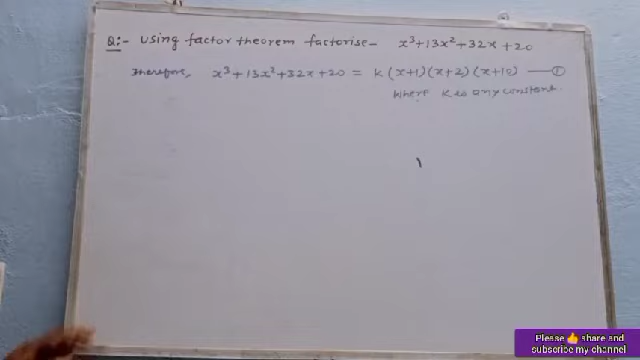 Q:- Using factor theorem factorise- x³+13x²+32x+20
Therefore, x³+13x²+32x+20 = k(x+1)(x+2)(x+10) —①
Where k is any constant.
Please 👍 share and
subscribe my channel